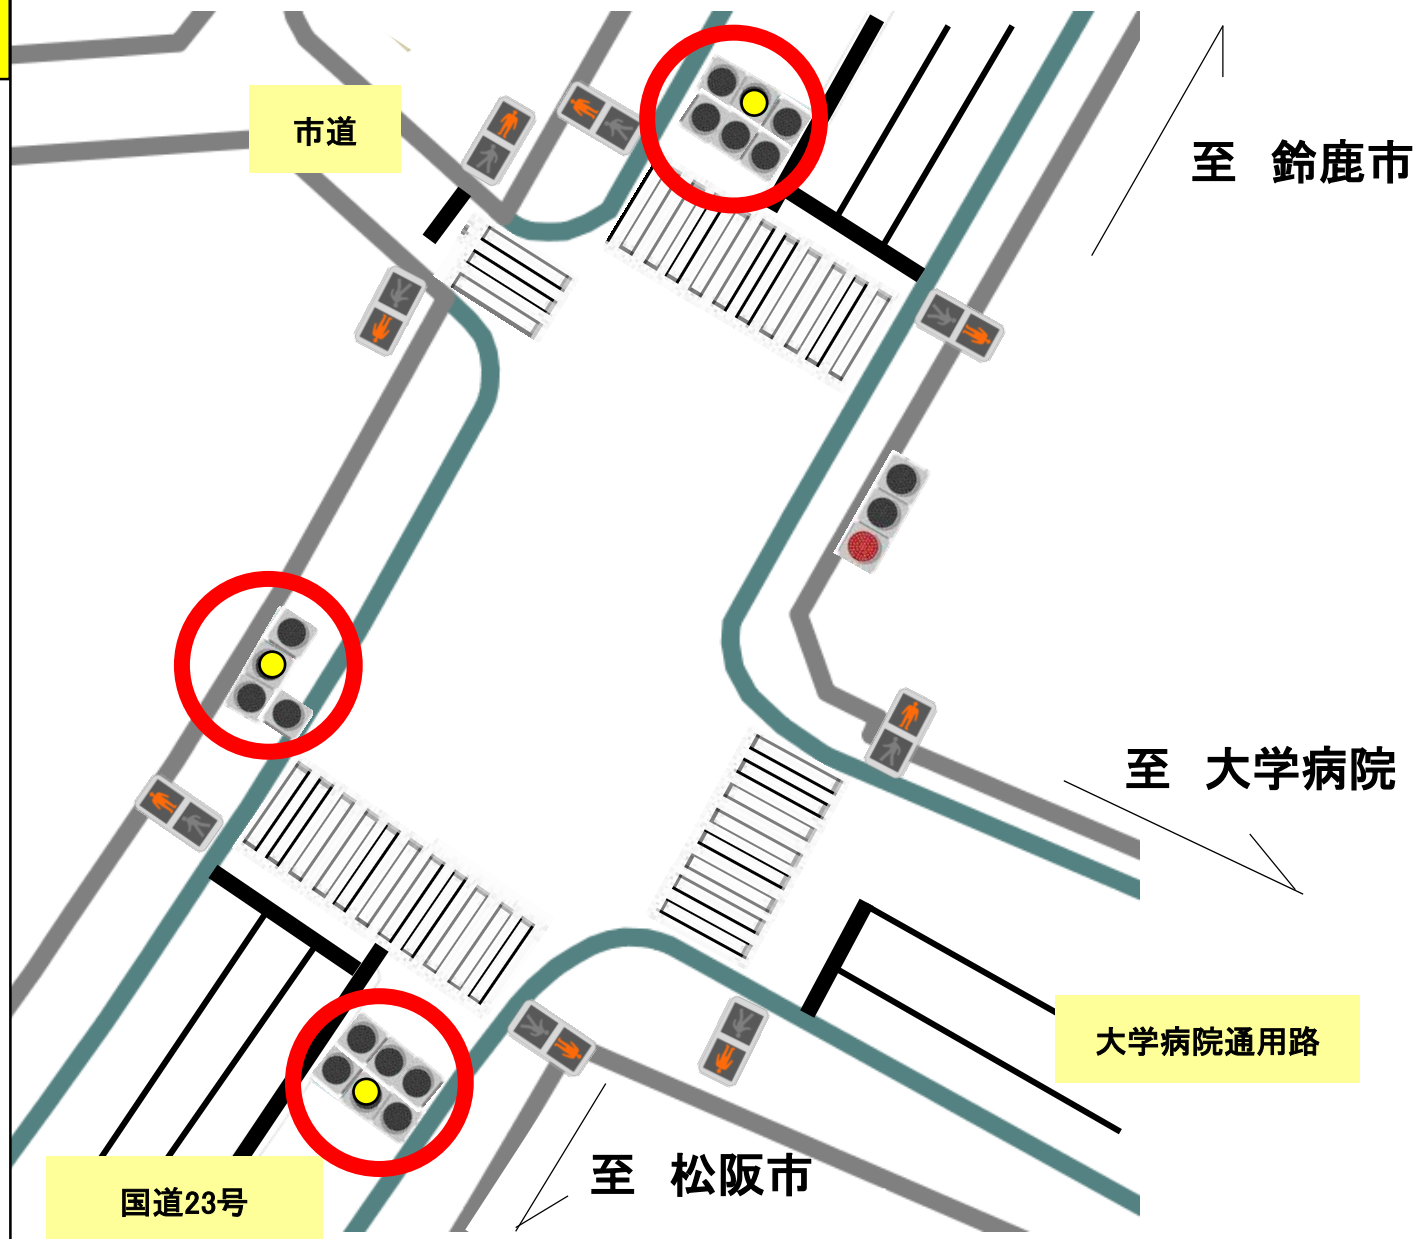 市道
至 鈴鹿市
至 大学病院
大学病院通用路
至 松阪市
国道23号